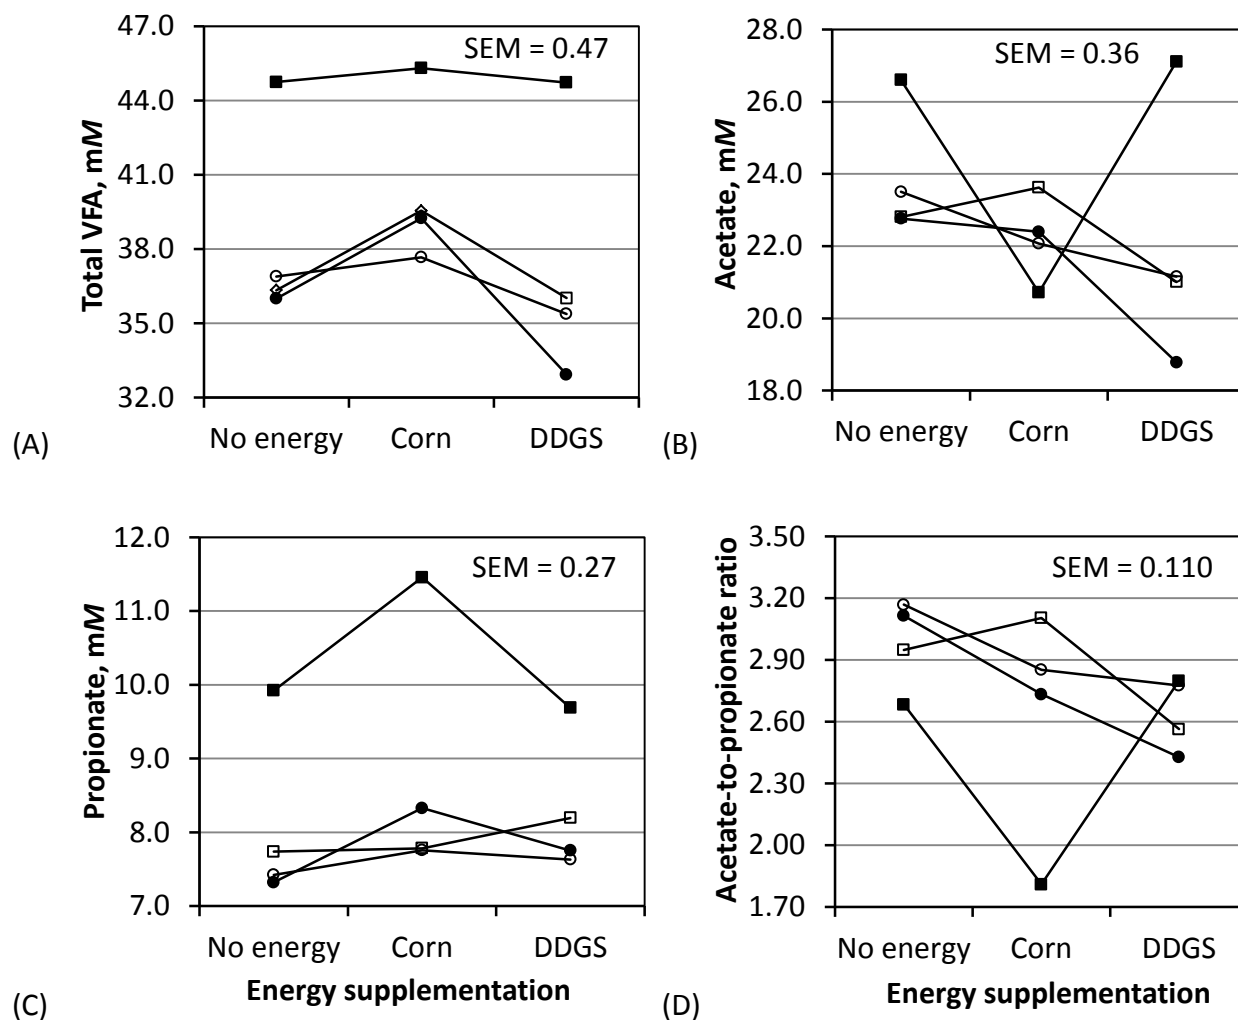 47.0
44.0
41.0
38.0
35.0
32.0
Total VFA, mM
SEM = 0.47
No energy Corn DDGS
(A)
28.0
26.0
24.0
22.0
20.0
18.0
Acetate, mM
SEM = 0.36
No energy Corn DDGS
(B)
12.0
11.0
10.0
9.0
8.0
7.0
Propionate, mM
SEM = 0.27
No energy Corn DDGS
Energy supplementation
(C)
3.50
3.20
2.90
2.60
2.30
2.00
1.70
Acetate-to-propionate ratio
SEM = 0.110
No energy Corn DDGS
Energy supplementation
(D)